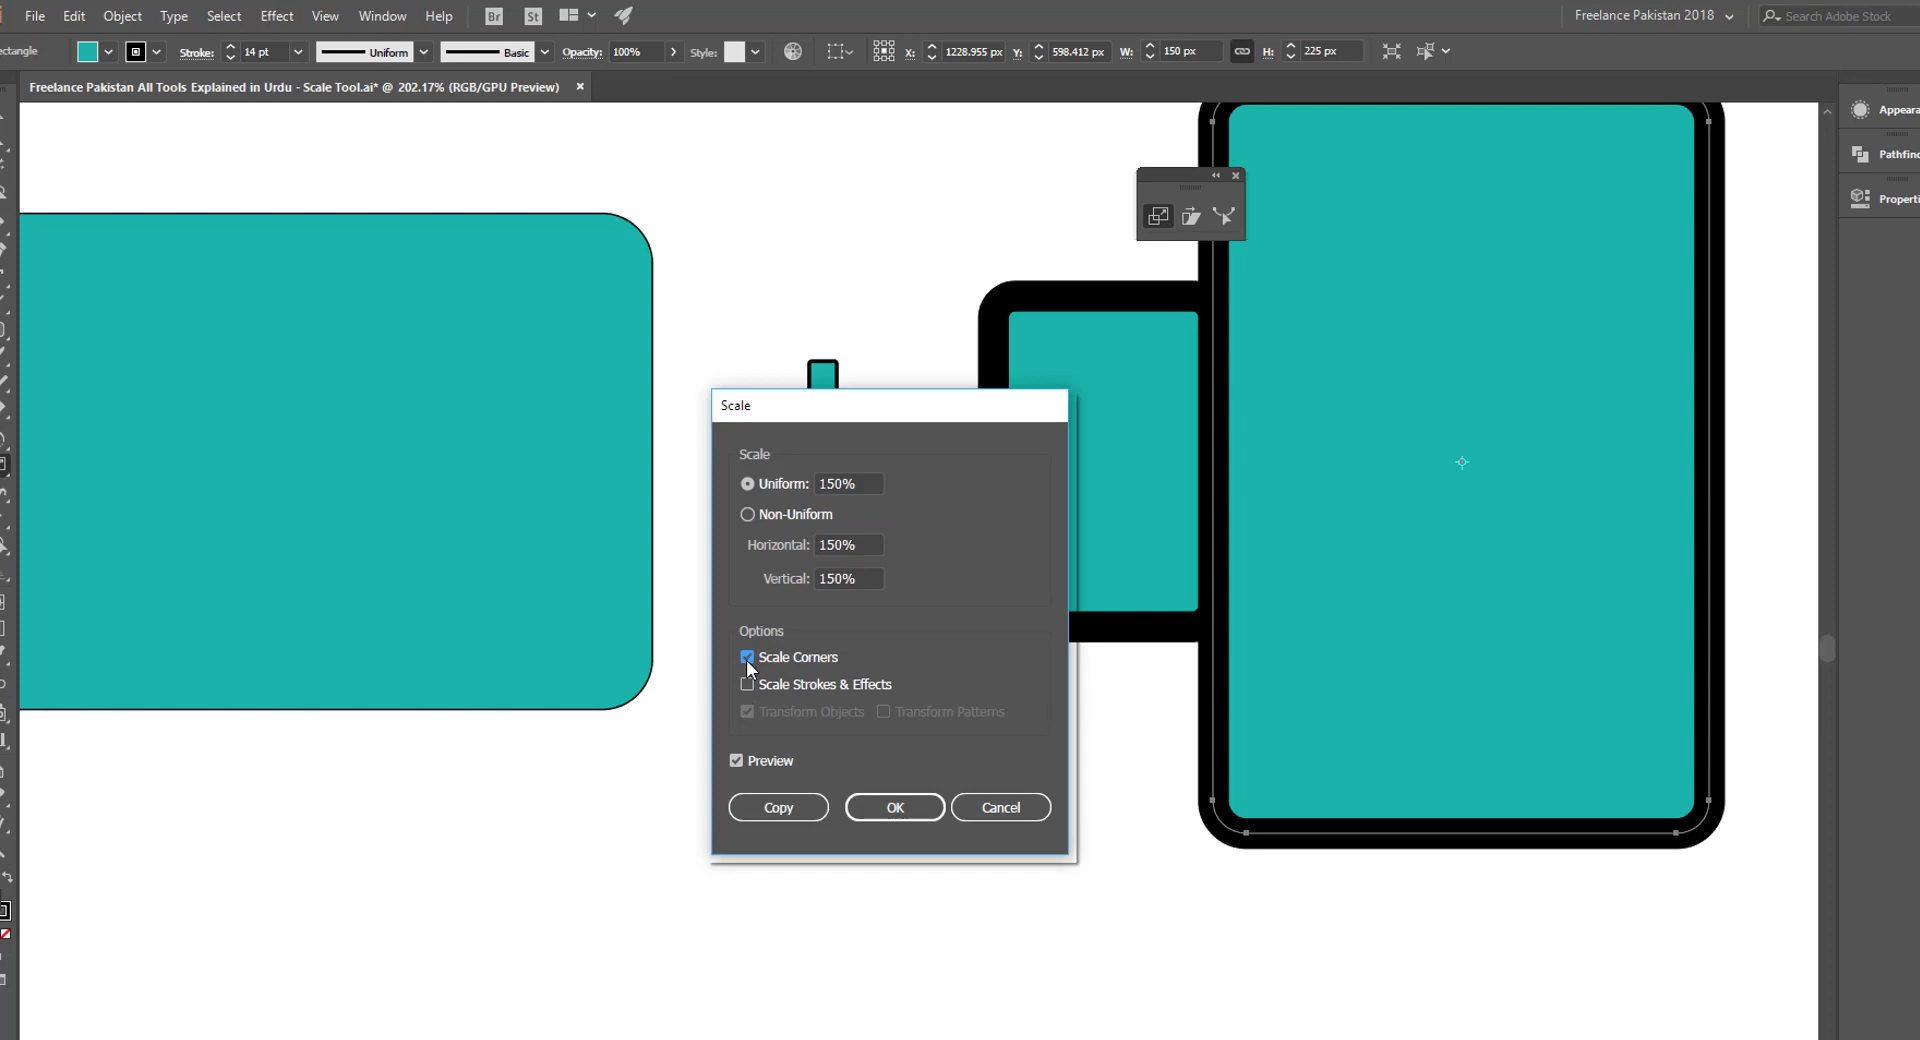 File Edit Object Type Select Effect View Window Help Br St Freelance Pakistan 2018 Search Adobe Stock
ectangle Stroke: 14 pt Uniform Basic Opacity: 100% Style: X: 1228.955 px Y: 598.412 px W: 150 px H: 225 px
Freelance Pakistan All Tools Explained in Urdu - Scale Tool.ai* @ 202.17% (RGB/GPU Preview)
Appeara
Pathfinc
Properti
Scale
Scale
Uniform: 150%
Non-Uniform
Horizontal: 150%
Vertical: 150%
Options
Scale Corners
Scale Strokes & Effects
Transform Objects Transform Patterns
Preview
Copy OK Cancel